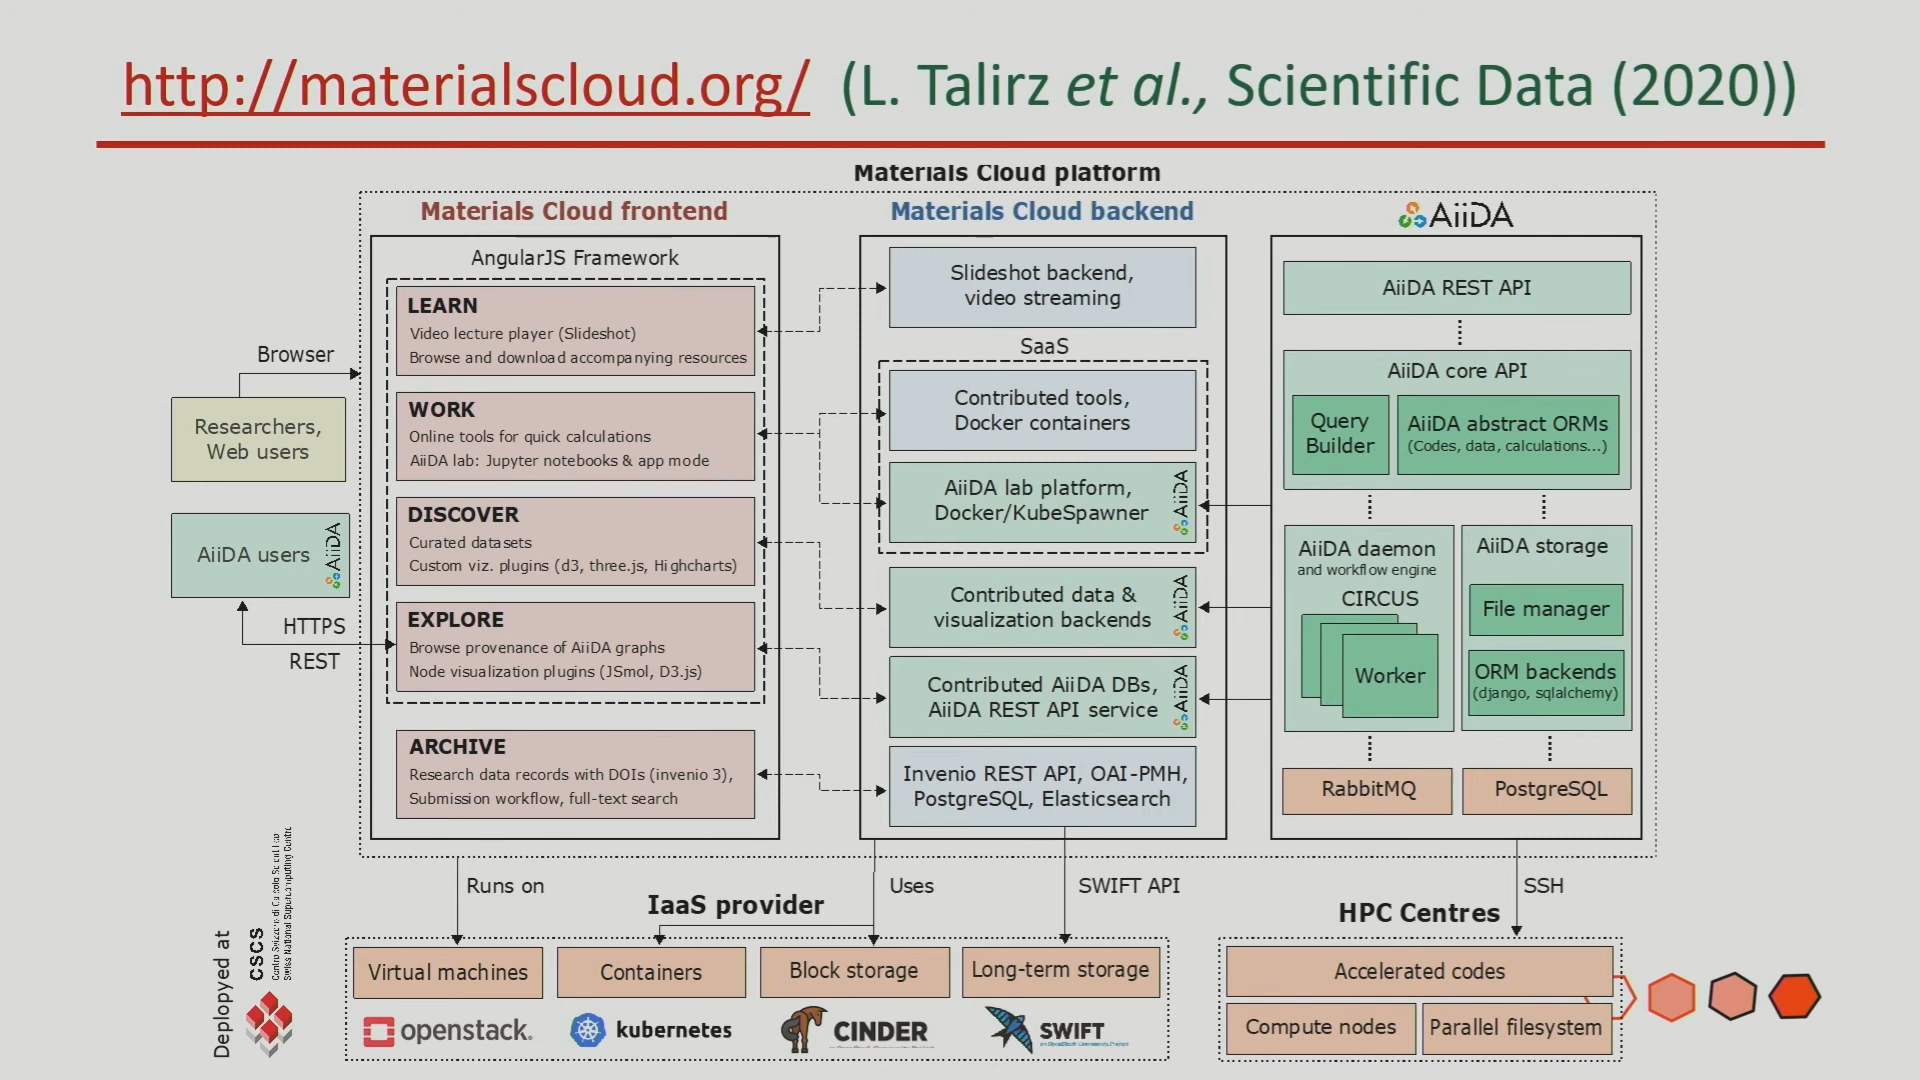 http://materialscloud.org/ (L. Talirz et al., Scientific Data (2020))
Materials Cloud platform
Materials Cloud frontend
AngularJS Framework
LEARN
Video lecture player (Slideshot)
Browse and download accompanying resources
WORK
Online tools for quick calculations
AiiDA lab: Jupyter notebooks & app mode
DISCOVER
Curated datasets
Custom viz. plugins (d3, three.js, Highcharts)
EXPLORE
Browse provenance of AiiDA graphs
Node visualization plugins (JSmol, D3.js)
ARCHIVE
Research data records with DOIs (invenio 3),
Submission workflow, full-text search
Browser
Researchers,
Web users
AiiDA users
AiiDA
HTTPS
REST
Materials Cloud backend
Slideshot backend,
video streaming
SaaS
Contributed tools,
Docker containers
AiiDA lab platform,
Docker/KubeSpawner
AiiDA
Contributed data &
visualization backends
AiiDA
Contributed AiiDA DBs,
AiiDA REST API service
AiiDA
Invenio REST API, OAI-PMH,
PostgreSQL, Elasticsearch
AiiDA
AiiDA REST API
AiiDA core API
Query
Builder
AiiDA abstract ORMs
(Codes, data, calculations...)
AiiDA daemon
and workflow engine
CIRCUS
Worker
AiiDA storage
File manager
ORM backends
(django, sqlalchemy)
RabbitMQ
PostgreSQL
Runs on
Uses
SWIFT API
SSH
IaaS provider
Virtual machines
Containers
Block storage
Long-term storage
openstack.
kubernetes
CINDER
SWIFT
HPC Centres
Accelerated codes
Compute nodes
Parallel filesystem
Deplopyed at
CSCS